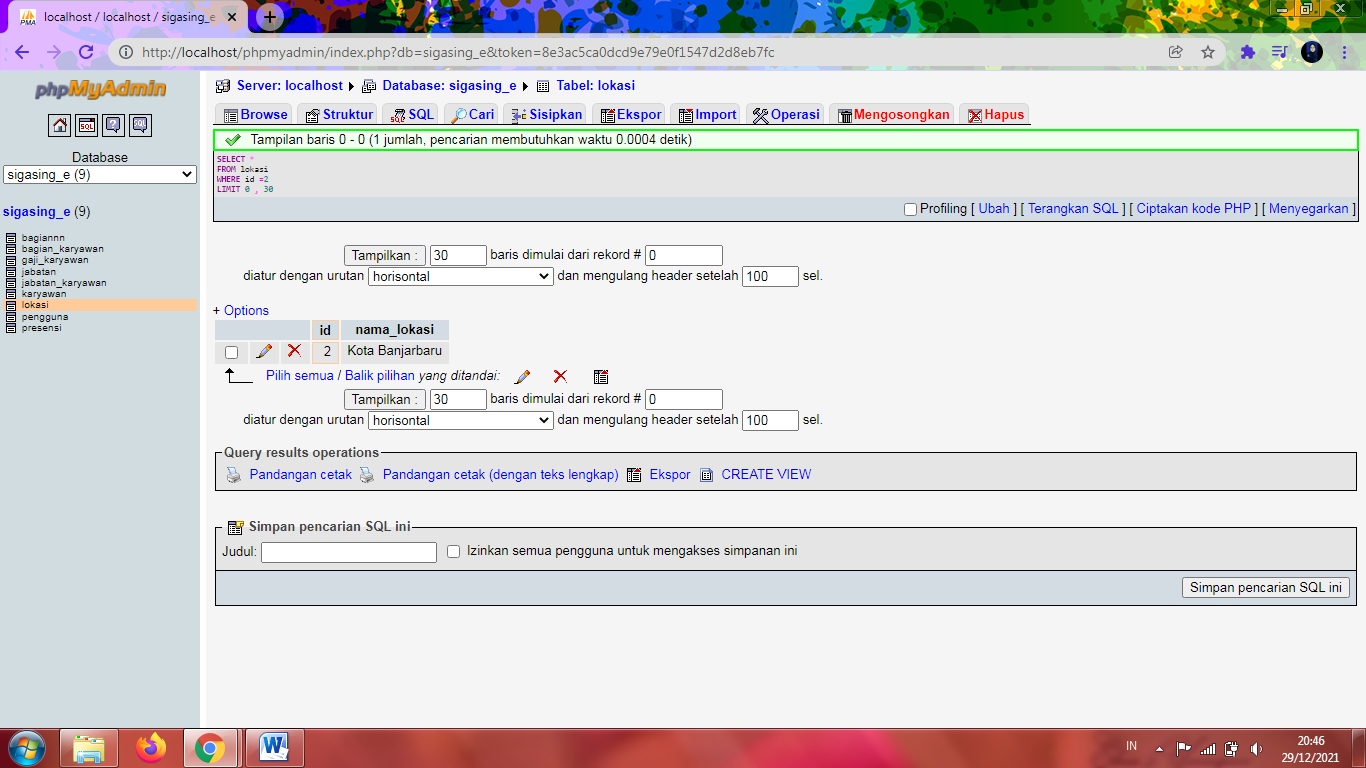 localhost / localhost / sigasing_e
http://localhost/phpmyadmin/index.php?db=sigasing_e&token=8e3ac5ca0dcd9e79e0f1547d2d8eb7fc
phpMyAdmin
SQL
Database
sigasing_e (9)
sigasing_e (9)
bagiannn
bagian_karyawan
gaji_karyawan
jabatan
jabatan_karyawan
karyawan
lokasi
pengguna
presensi
Server: localhost Database: sigasing_e Tabel: lokasi
Browse Struktur SQL Cari Sisipkan Ekspor Import Operasi Mengosongkan Hapus
Tampilan baris 0 - 0 (1 jumlah, pencarian membutuhkan waktu 0.0004 detik)
SELECT *
FROM lokasi
WHERE id =2
LIMIT 0 , 30
Profiling [ Ubah ] [ Terangkan SQL ] [ Ciptakan kode PHP ] [ Menyegarkan ]
Tampilkan : 30 baris dimulai dari rekord # 0
diatur dengan urutan horisontal dan mengulang header setelah 100 sel.
+ Options
id nama_lokasi
2 Kota Banjarbaru
Pilih semua / Balik pilihan yang ditandai:
Tampilkan : 30 baris dimulai dari rekord # 0
diatur dengan urutan horisontal dan mengulang header setelah 100 sel.
Query results operations
Pandangan cetak Pandangan cetak (dengan teks lengkap) Ekspor CREATE VIEW
Simpan pencarian SQL ini
Judul: Izinkan semua pengguna untuk mengakses simpanan ini
Simpan pencarian SQL ini
IN
20:46
29/12/2021